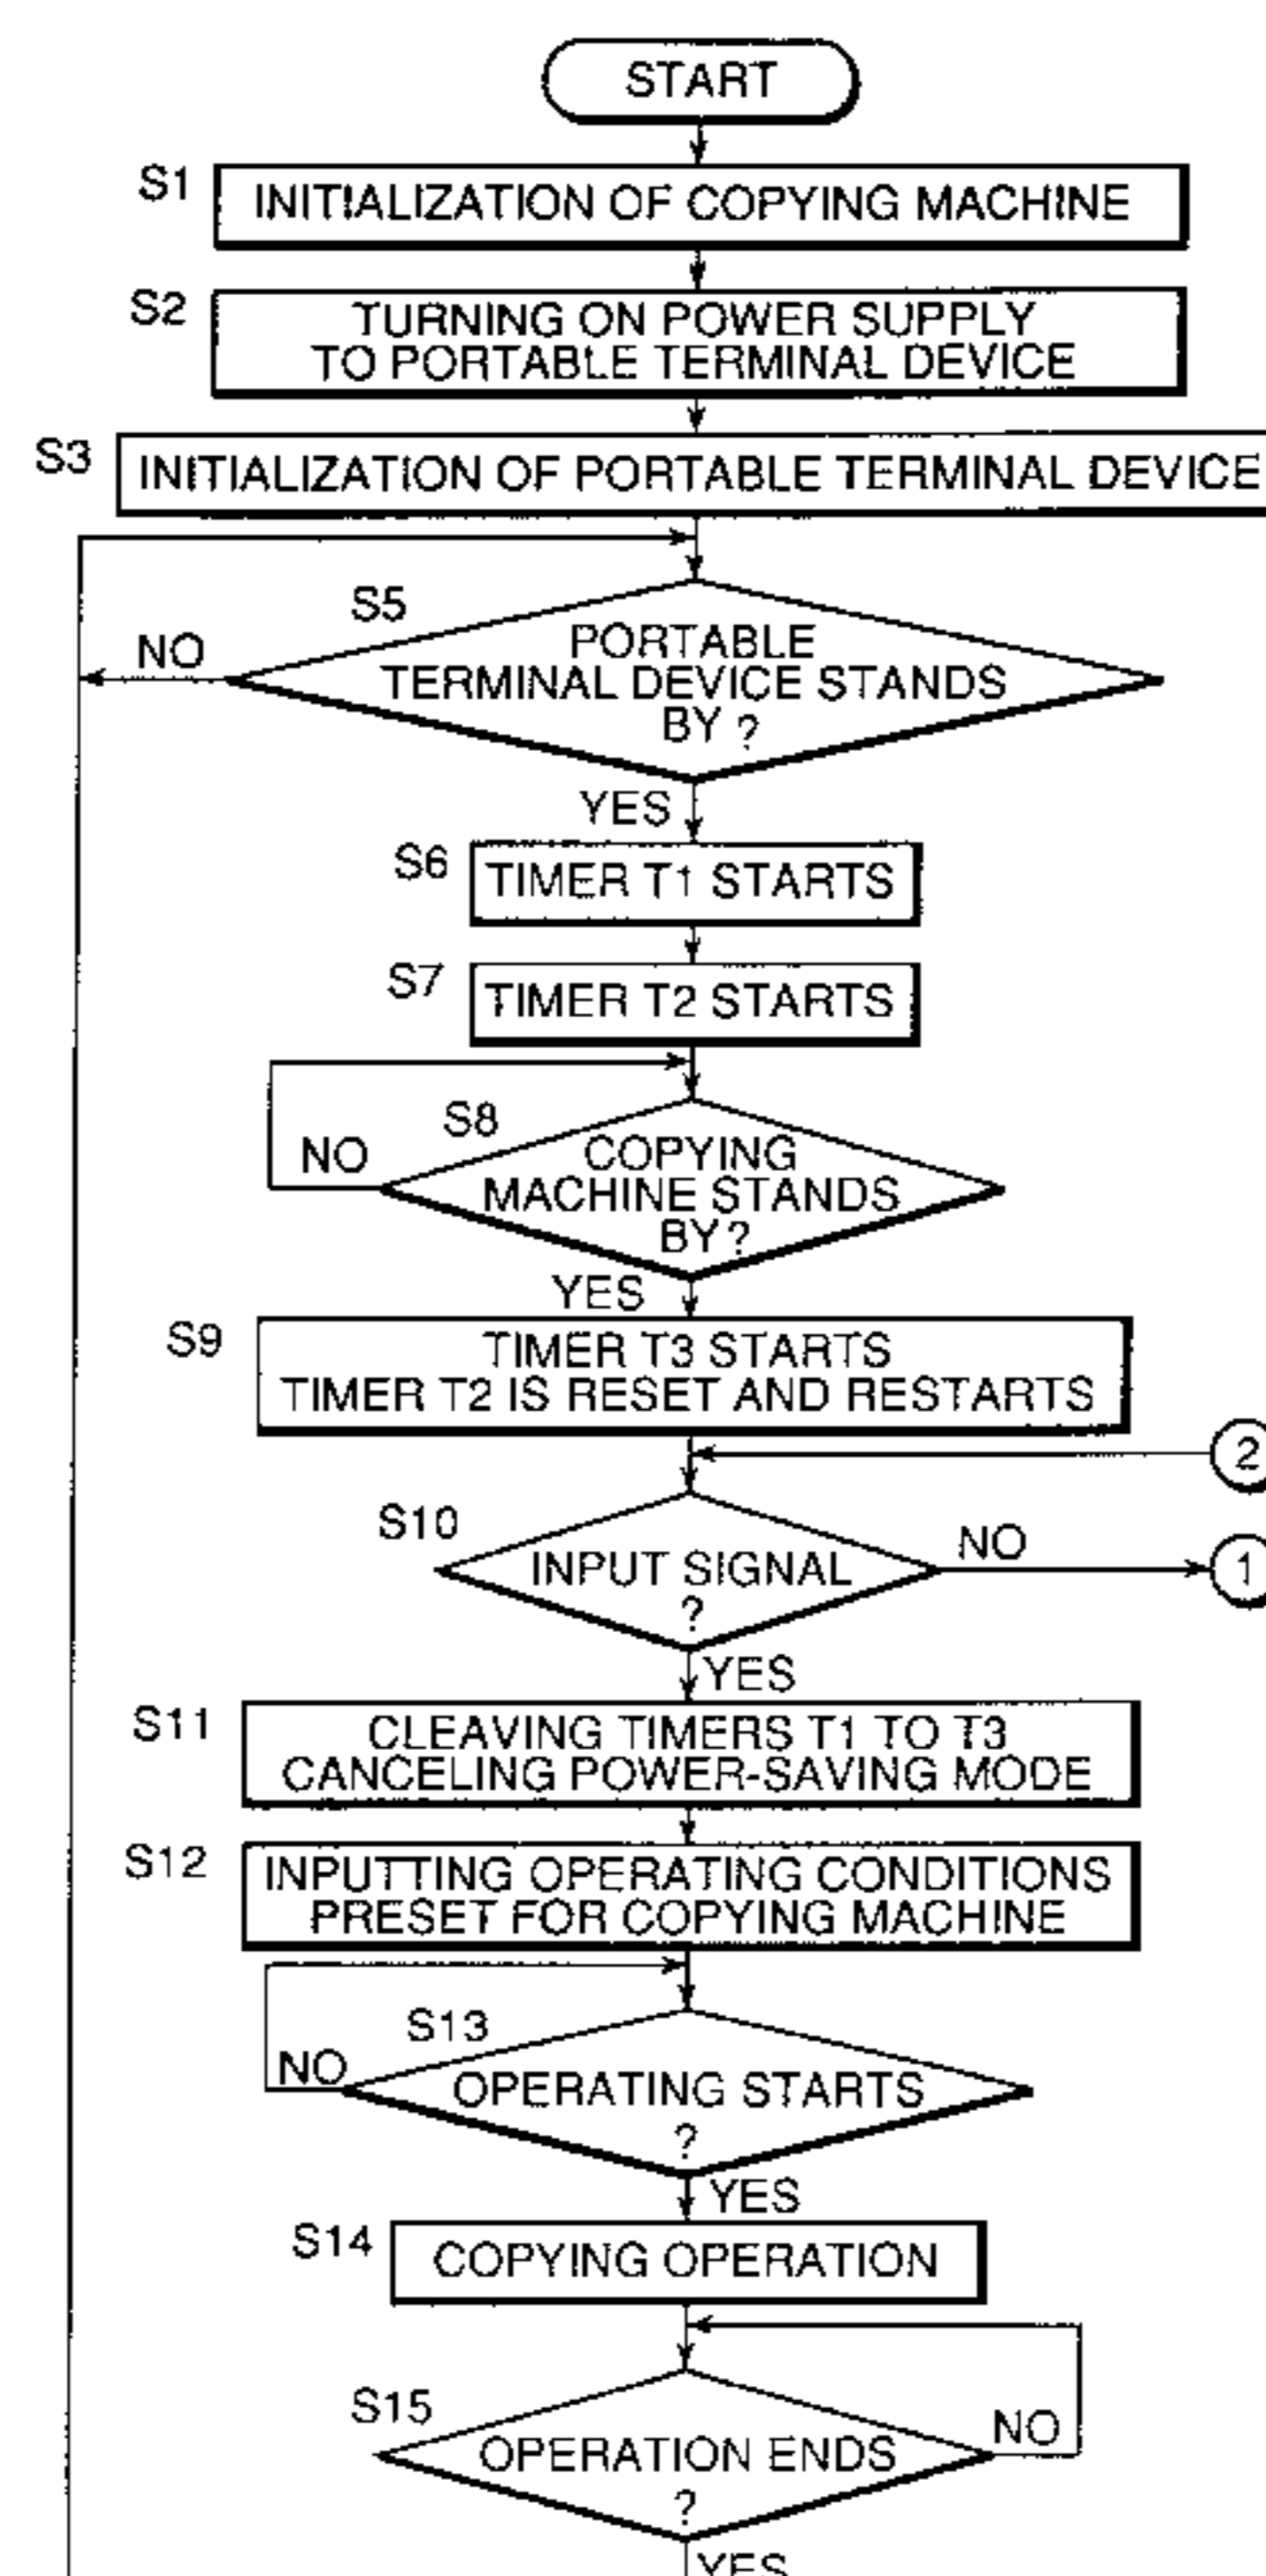 START
S1
INITIALIZATION OF COPYING MACHINE
S2
TURNING ON POWER SUPPLY
TO PORTABLE TERMINAL DEVICE
S3
INITIALIZATION OF PORTABLE TERMINAL DEVICE
S5
NO
PORTABLE
TERMINAL DEVICE STANDS
BY ?
YES
S6
TIMER T1 STARTS
S7
TIMER T2 STARTS
S8
NO
COPYING
MACHINE STANDS
BY ?
YES
S9
TIMER T3 STARTS
TIMER T2 IS RESET AND RESTARTS
2
S10
INPUT SIGNAL
?
NO
1
YES
S11
CLEAVING TIMERS T1 TO T3
CANCELING POWER-SAVING MODE
S12
INPUTTING OPERATING CONDITIONS
PRESET FOR COPYING MACHINE
S13
NO
OPERATING STARTS
?
YES
S14
COPYING OPERATION
S15
OPERATION ENDS
?
NO
YES